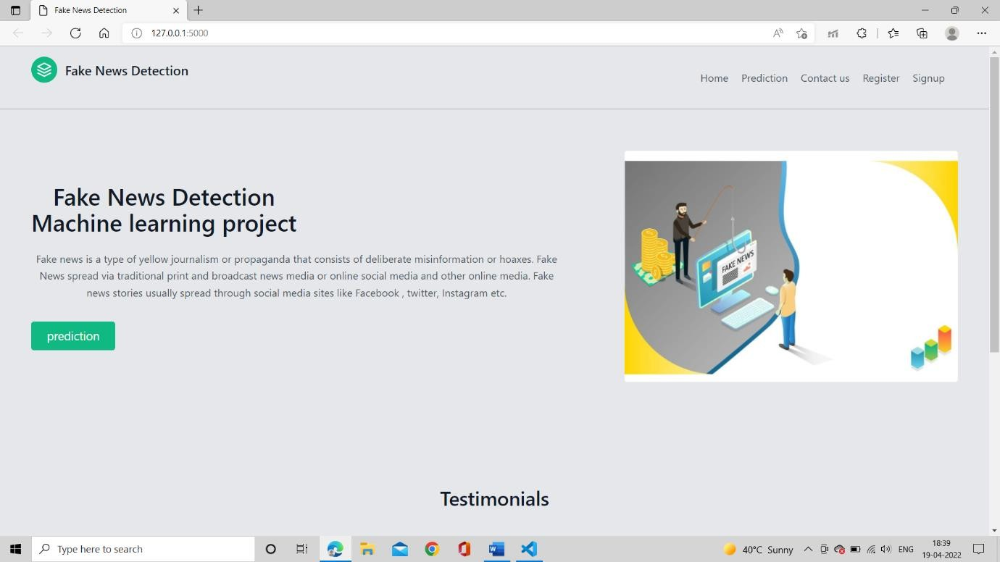 Fake News Detection
127.0.0.1:5000
Fake News Detection
Home Prediction Contact us Register Signup
Fake News Detection
Machine learning project
Fake news is a type of yellow journalism or propaganda that consists of deliberate misinformation or hoaxes. Fake
News spread via traditional print and broadcast news media or online social media and other online media. Fake
news stories usually spread through social media sites like Facebook , twitter, Instagram etc.
prediction
FAKE NEWS
Testimonials
Type here to search
40°C Sunny
ENG
18:39
19-04-2022